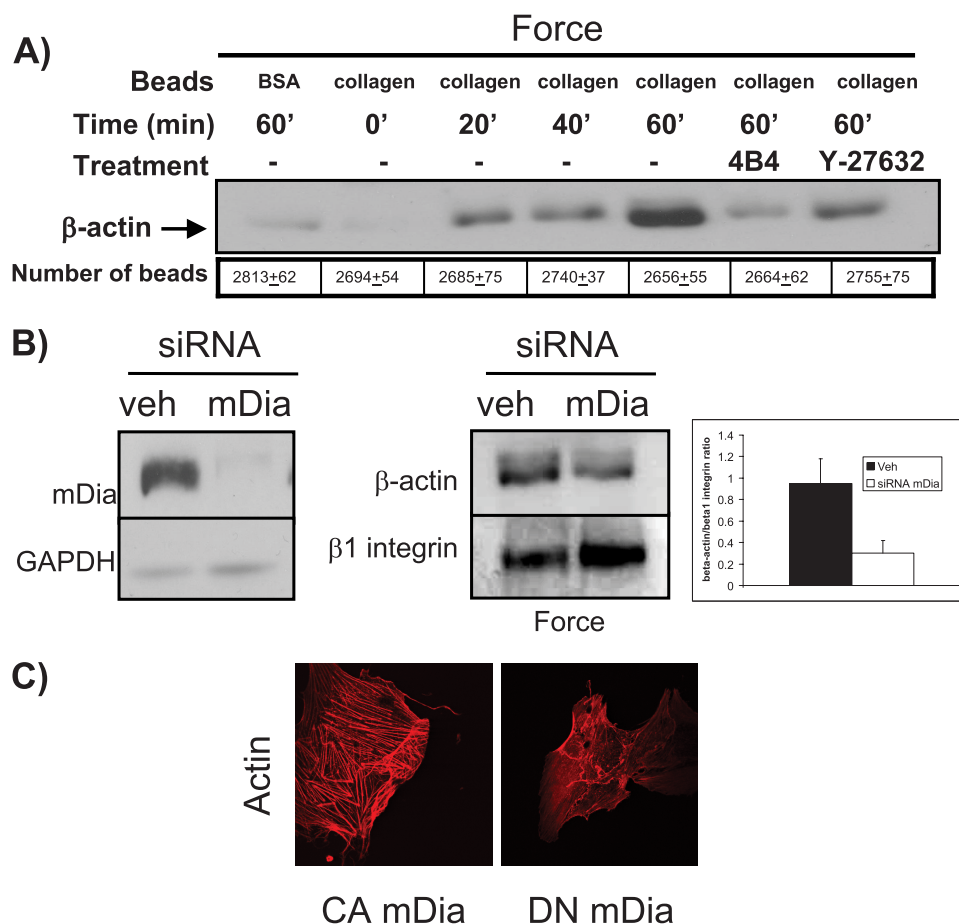 A)
Force
Beads BSA collagen collagen collagen collagen collagen collagen
Time (min) 60’ 0’ 20’ 40’ 60’ 60’ 60’
Treatment - - - - - 4B4 Y-27632
β-actin
Number of beads 2813±62 2694±54 2685±75 2740±37 2656±55 2664±62 2755±75
B)
siRNA
veh mDia
mDia
GAPDH
siRNA
veh mDia
β-actin
β1 integrin
Force
beta-actin/beta1 integrin ratio
1.4
1.2
1
0.8
0.6
0.4
0.2
0
Veh
siRNA mDia
C)
Actin
CA mDia DN mDia